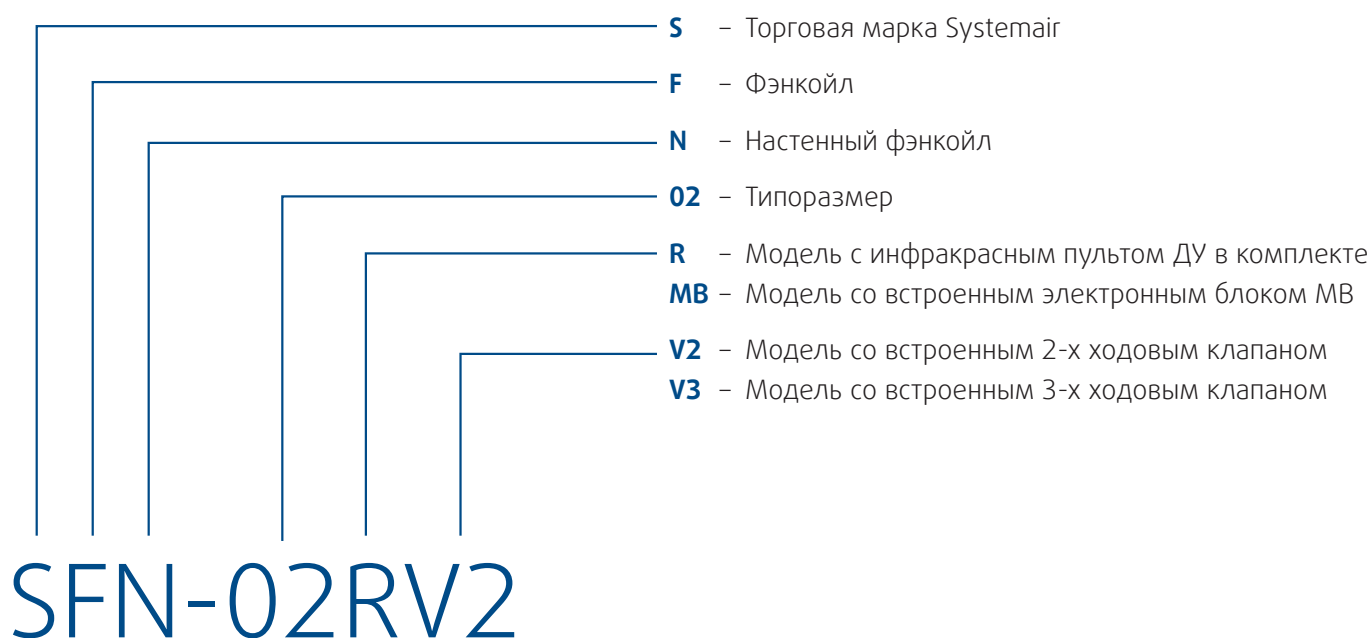 S – Торговая марка Systemair
F – Фэнкойл
N – Настенный фэнкойл
02 – Типоразмер
R – Модель с инфракрасным пультом ДУ в комплекте
MB – Модель со встроенным электронным блоком МВ
V2 – Модель со встроенным 2-х ходовым клапаном
V3 – Модель со встроенным 3-х ходовым клапаном
SFN-02RV2